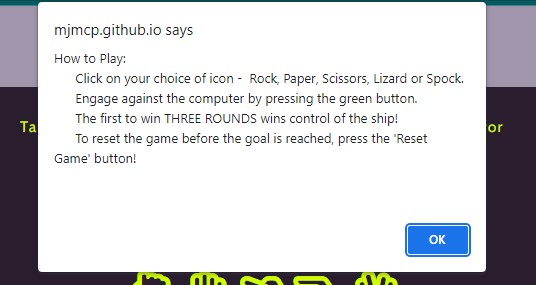 mjmcp.github.io says
How to Play:
Click on your choice of icon -  Rock, Paper, Scissors, Lizard or Spock.
Engage against the computer by pressing the green button.
The first to win THREE ROUNDS wins control of the ship!
To reset the game before the goal is reached, press the 'Reset
Game' button!
Ta
or
OK